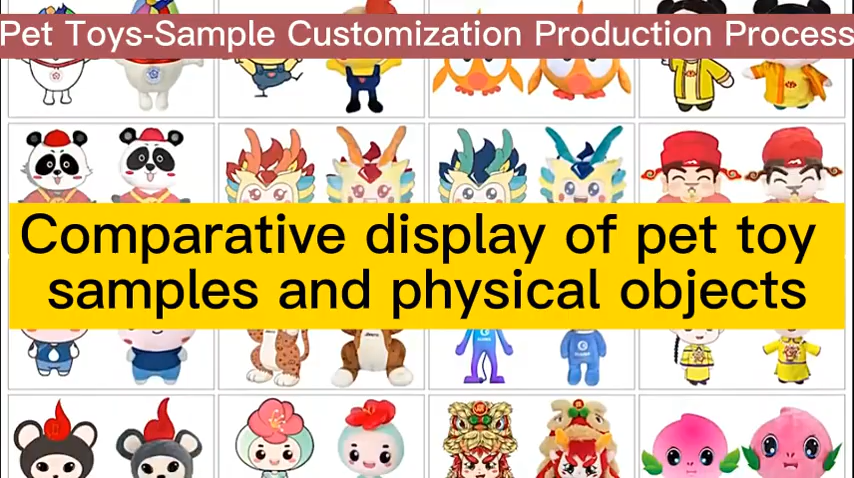 Pet Toys-Sample Customization Production Process
Comparative display of pet toy
samples and physical objects